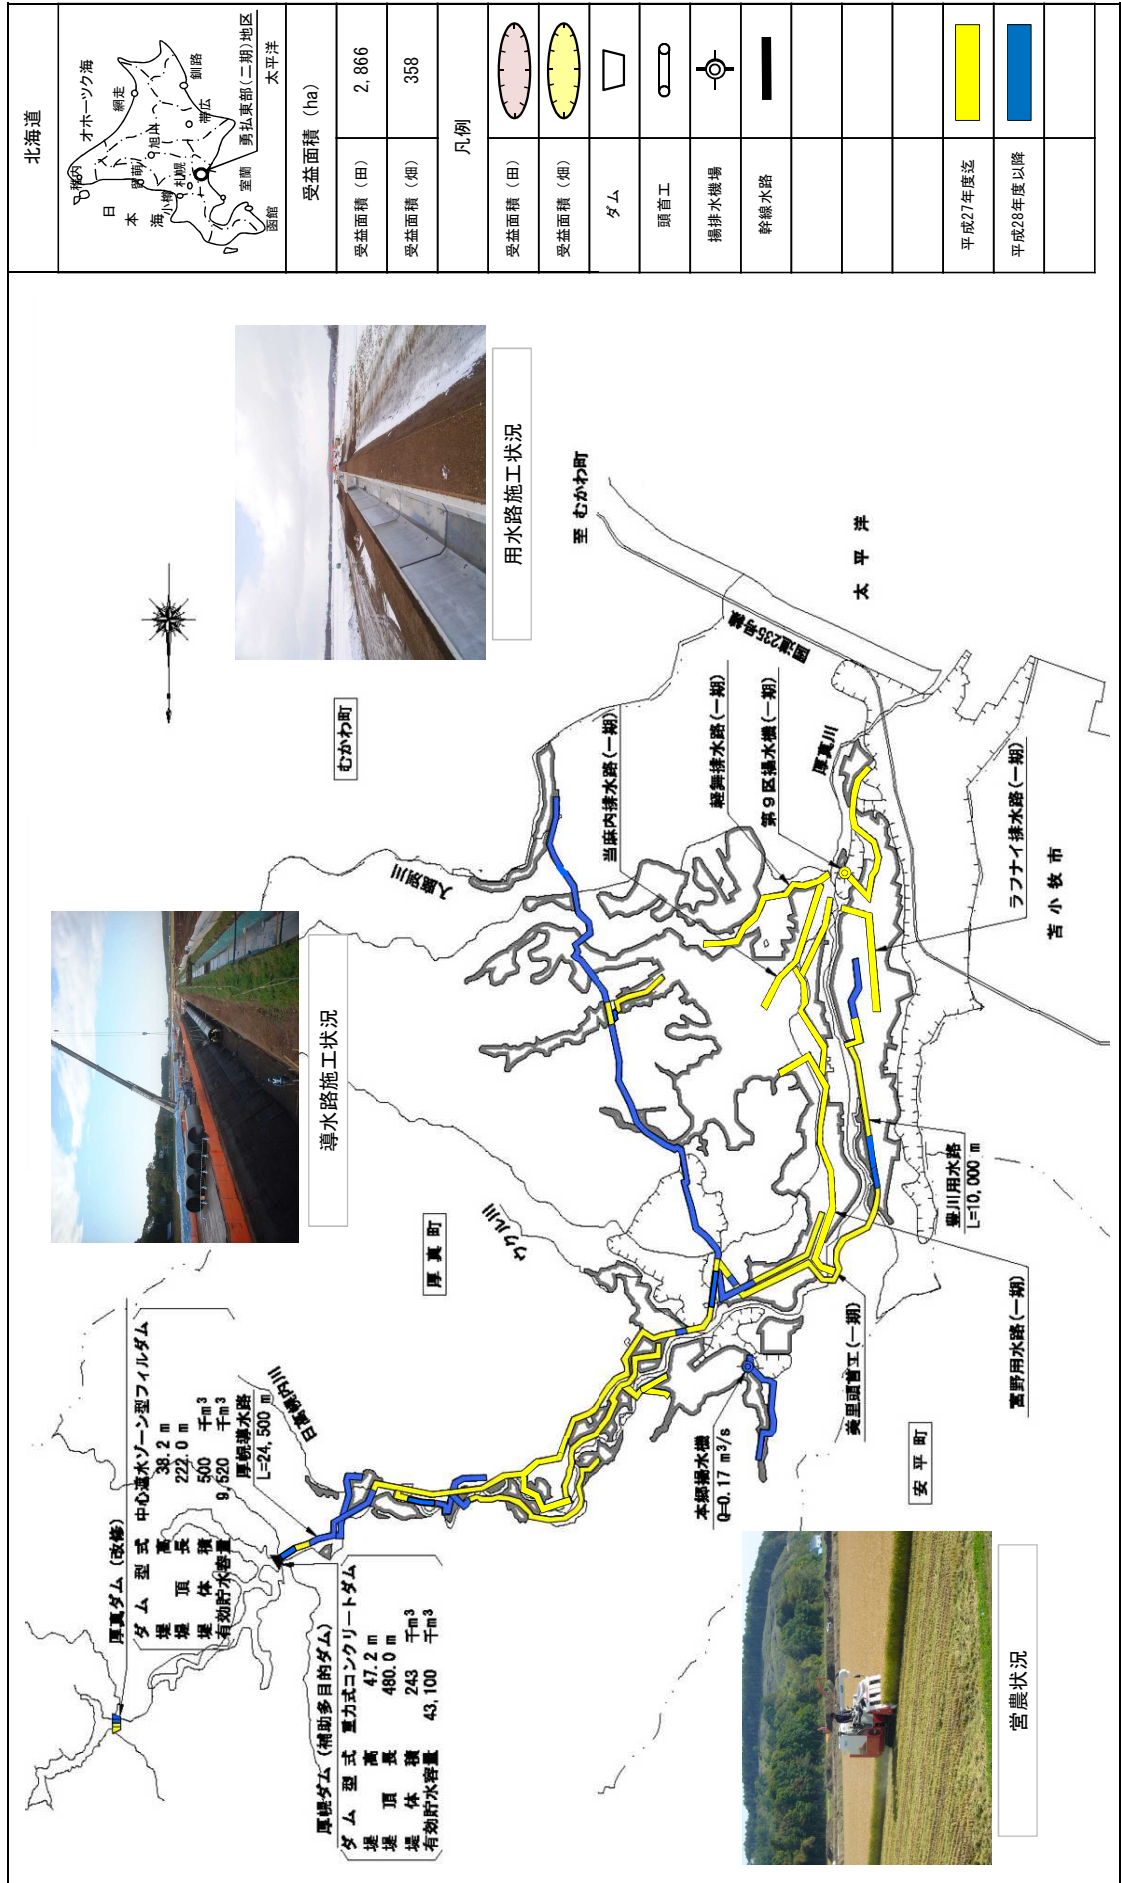 北海道
オホーツク海
稚内
網走
旭川
留萌
釧路
帯広
札幌
小樽
日本海
室蘭
函館
太平洋
勇払東部(二期)地区
受益面積 (ha)
受益面積 (田) 2,866
受益面積 (畑) 358
凡例
受益面積 (田)
受益面積 (畑)
ダム
頭首工
揚排水機場
幹線水路
平成27年度迄
平成28年度以降
用水路施工状況
導水路施工状況
営農状況
むかわ町
厚真町
安平町
苫小牧市
太平洋
至 むかわ町
国道235号線
厚真川
入鹿別川
日高幌内川
当麻内排水路(一期)
軽舞排水路(一期)
第9区揚水機(一期)
ラフナイ排水路(一期)
豊川用水路
L=10,000 m
富野用水路(一期)
美里頭首工(一期)
本郷揚水機
Q=0.17 m³/s
厚幌導水路
L=24,500 m
厚真ダム (改修)
ダム型式 中心遮水ゾーン型フィルダム
堤高 38.2 m
堤頂長 222.0 m
堤体積 500 千m³
有効貯水容量 9,520 千m³
厚幌ダム (補助多目的ダム)
ダム型式 重力式コンクリートダム
堤高 47.2 m
堤頂長 480.0 m
堤体積 243 千m³
有効貯水容量 43,100 千m³